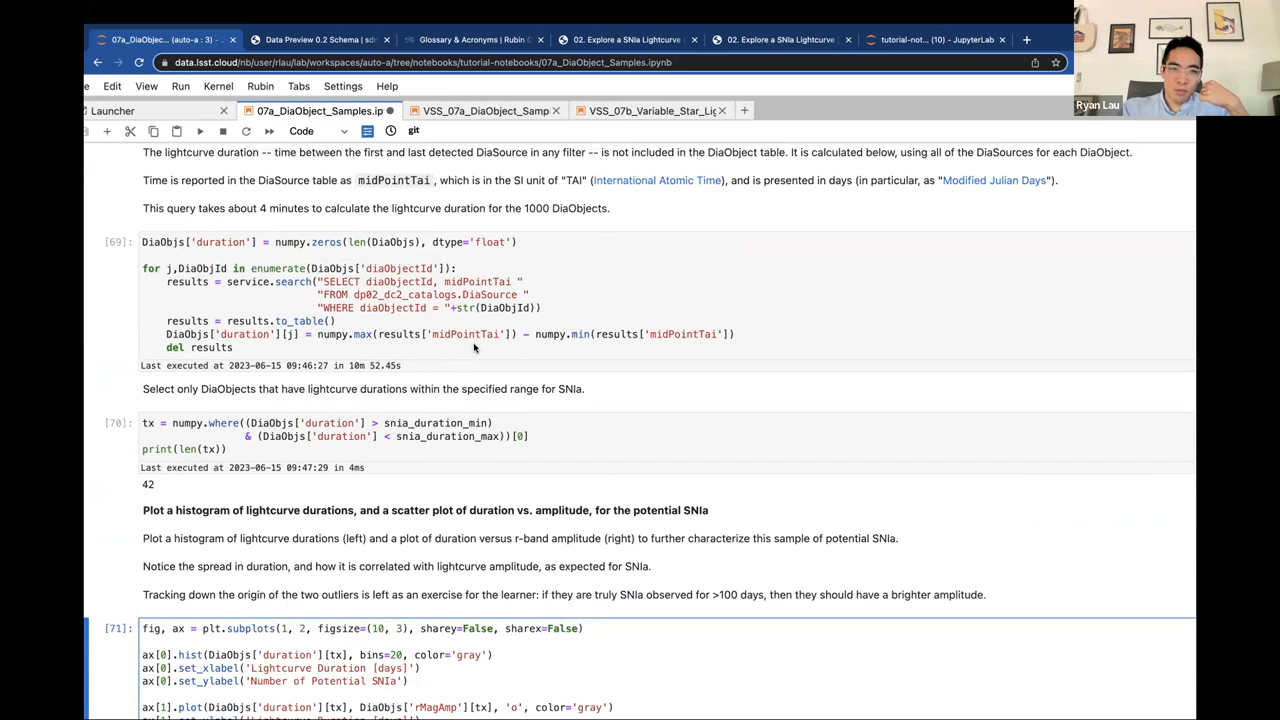 07a_DiaObjec… (auto-a : 3) -
Data Preview 0.2 Schema | sd
Glossary & Acronyms | Rubin
02. Explore a SNIa Lightcurve
02. Explore a SNIa Lightcurve
tutorial-not… (10) - JupyterLab
data.lsst.cloud/nb/user/rlau/lab/workspaces/auto-a/tree/notebooks/tutorial-notebooks/07a_DiaObject_Samples.ipynb
e Edit View Run Kernel Rubin Tabs Settings Help
Launcher
07a_DiaObject_Samples.ip
VSS_07a_DiaObject_Samp
VSS_07b_Variable_Star_Lig
Code git
Ryan Lau
The lightcurve duration -- time between the first and last detected DiaSource in any filter -- is not included in the DiaObject table. It is calculated below, using all of the DiaSources for each DiaObject.
Time is reported in the DiaSource table as midPointTai, which is in the SI unit of "TAI" (International Atomic Time), and is presented in days (in particular, as "Modified Julian Days").
This query takes about 4 minutes to calculate the lightcurve duration for the 1000 DiaObjects.
[69]: DiaObjs['duration'] = numpy.zeros(len(DiaObjs), dtype='float')
for j,DiaObjId in enumerate(DiaObjs['diaObjectId']):
results = service.search("SELECT diaObjectId, midPointTai "
"FROM dp02_dc2_catalogs.DiaSource "
"WHERE diaObjectId = "+str(DiaObjId))
results = results.to_table()
DiaObjs['duration'][j] = numpy.max(results['midPointTai']) - numpy.min(results['midPointTai'])
del results
Last executed at 2023-06-15 09:46:27 in 10m 52.45s
Select only DiaObjects that have lightcurve durations within the specified range for SNIa.
[70]: tx = numpy.where((DiaObjs['duration'] > snia_duration_min)
& (DiaObjs['duration'] < snia_duration_max))[0]
print(len(tx))
Last executed at 2023-06-15 09:47:29 in 4ms
42
Plot a histogram of lightcurve durations, and a scatter plot of duration vs. amplitude, for the potential SNIa
Plot a histogram of lightcurve durations (left) and a plot of duration versus r-band amplitude (right) to further characterize this sample of potential SNIa.
Notice the spread in duration, and how it is correlated with lightcurve amplitude, as expected for SNIa.
Tracking down the origin of the two outliers is left as an exercise for the learner: if they are truly SNIa observed for >100 days, then they should have a brighter amplitude.
[71]: fig, ax = plt.subplots(1, 2, figsize=(10, 3), sharey=False, sharex=False)
ax[0].hist(DiaObjs['duration'][tx], bins=20, color='gray')
ax[0].set_xlabel('Lightcurve Duration [days]')
ax[0].set_ylabel('Number of Potential SNIa')
ax[1].plot(DiaObjs['duration'][tx], DiaObjs['rMagAmp'][tx], 'o', color='gray')